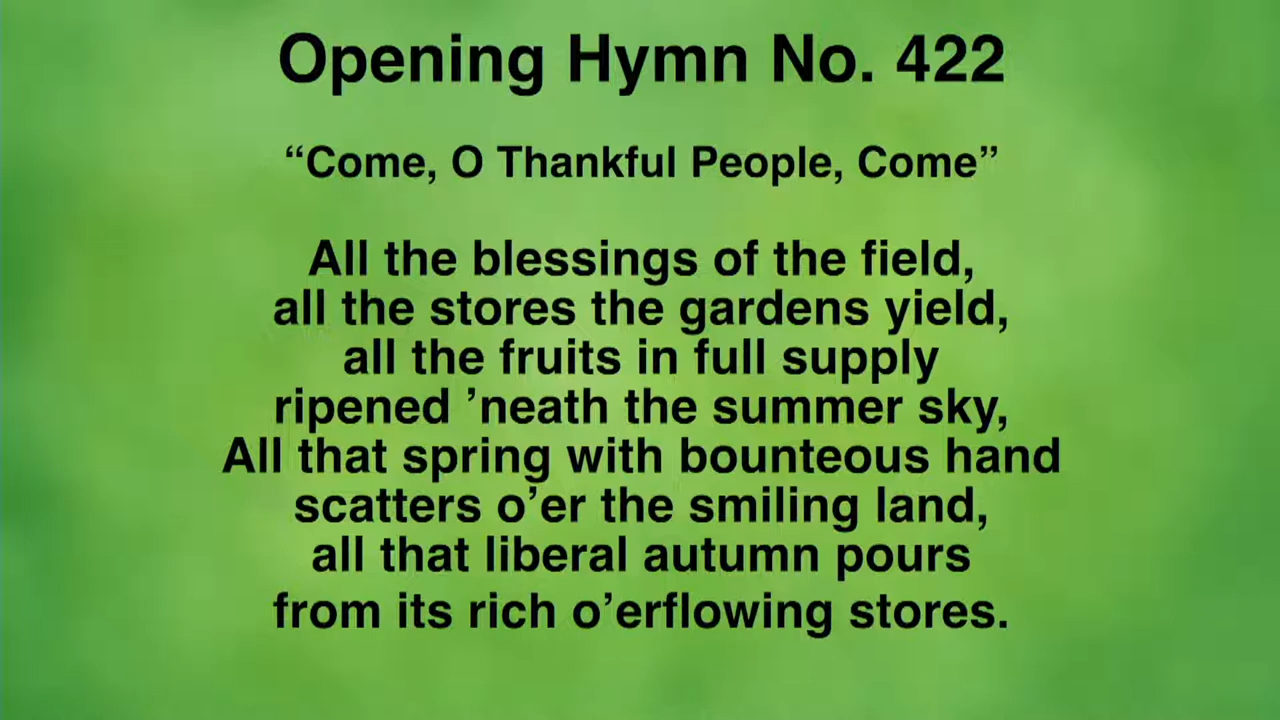 Opening Hymn No. 422
“Come, O Thankful People, Come”
All the blessings of the field,
all the stores the gardens yield,
all the fruits in full supply
ripened ’neath the summer sky,
All that spring with bounteous hand
scatters o’er the smiling land,
all that liberal autumn pours
from its rich o’erflowing stores.